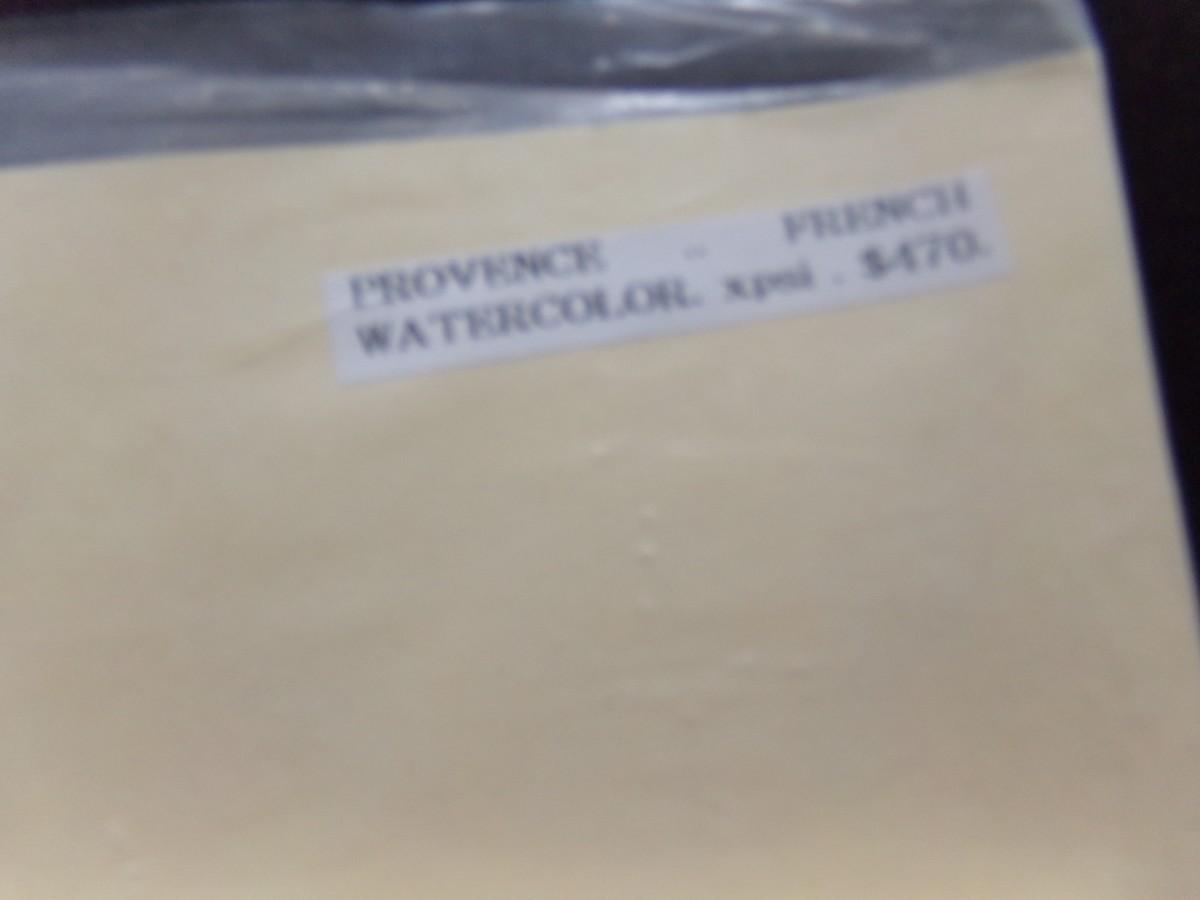 PROVENCE -- FRENCH
WATERCOLOR. xpsi . $470.